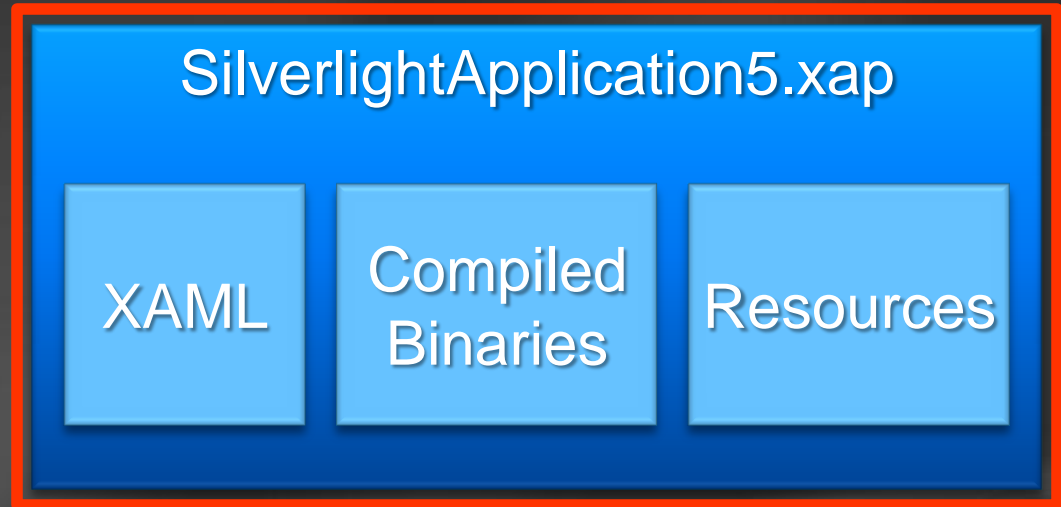 SilverlightApplication5.xap
XAML
Compiled
Binaries
Resources